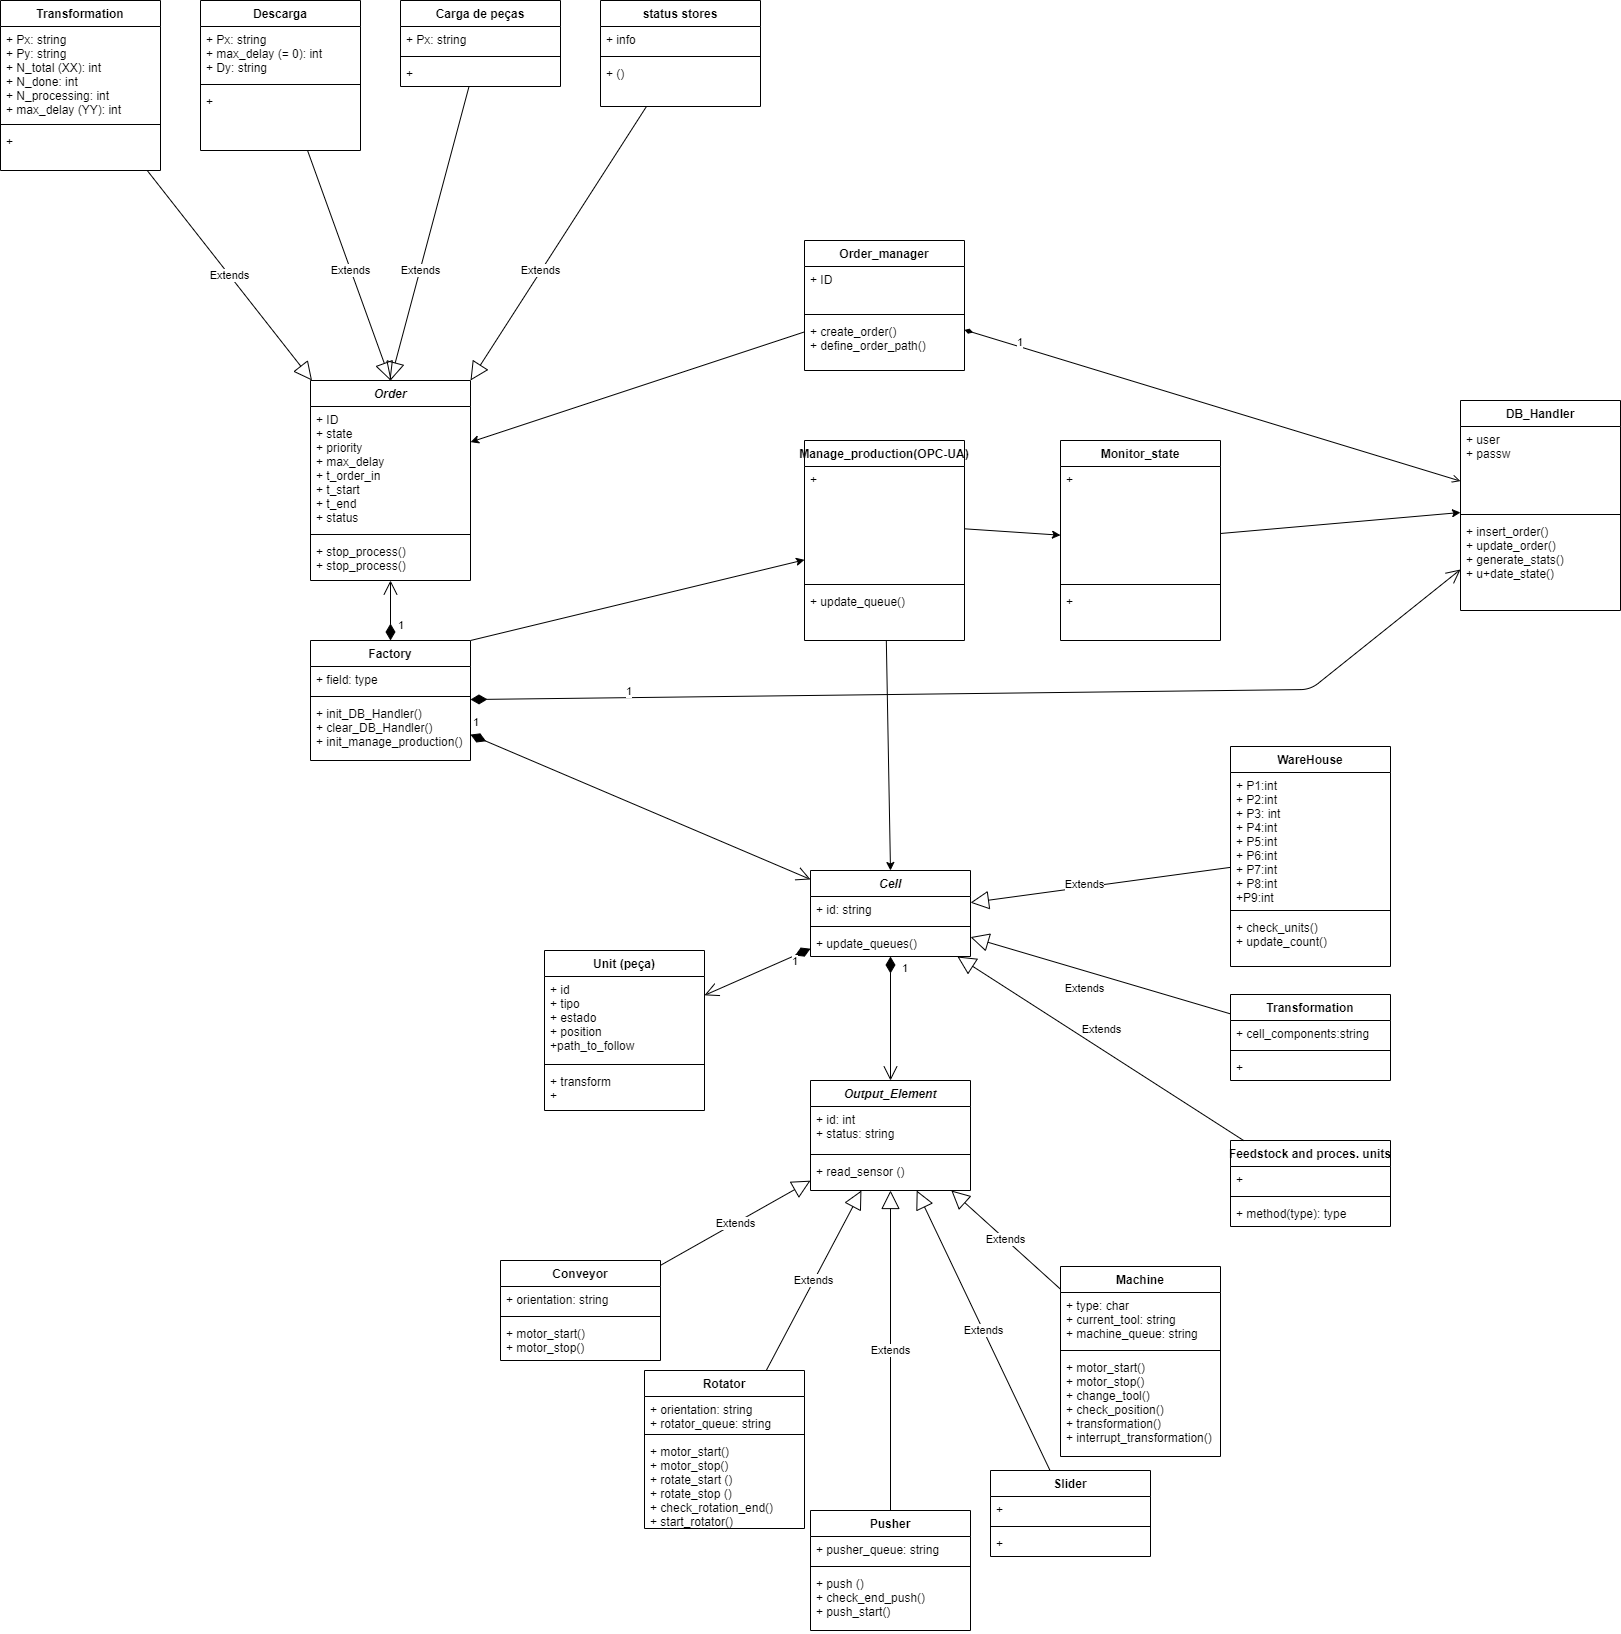 Transformation
+ Px: string
+ Py: string
+ N_total (XX): int
+ N_done: int
+ N_processing: int
+ max_delay (YY): int
+
Descarga
+ Px: string
+ max_delay (= 0): int
+ Dy: string
+
Carga de peças
+ Px: string
+
status stores
+ info
+ ()
Extends
Extends
Extends
Extends
Order_manager
+ ID
+ create_order()
+ define_order_path()
1
Order
+ ID
+ state
+ priority
+ max_delay
+ t_order_in
+ t_start
+ t_end
+ status
+ stop_process()
+ stop_process()
Manage_production(OPC-UA)
+
+ update_queue()
Monitor_state
+
+
DB_Handler
+ user
+ passw
+ insert_order()
+ update_order()
+ generate_stats()
+ u+date_state()
1
Factory
+ field: type
+ init_DB_Handler()
+ clear_DB_Handler()
+ init_manage_production()
1
1
WareHouse
+ P1:int
+ P2:int
+ P3: int
+ P4:int
+ P5:int
+ P6:int
+ P7:int
+ P8:int
+P9:int
+ check_units()
+ update_count()
Extends
Cell
+ id: string
+ update_queues()
1
1
Unit (peça)
+ id
+ tipo
+ estado
+ position
+path_to_follow
+ transform
+
Extends
Transformation
+ cell_components:string
+
Extends
Feedstock and proces. units
+
+ method(type): type
Output_Element
+ id: int
+ status: string
+ read_sensor ()
Extends
Extends
Extends
Extends
Extends
Conveyor
+ orientation: string
+ motor_start()
+ motor_stop()
Rotator
+ orientation: string
+ rotator_queue: string
+ motor_start()
+ motor_stop()
+ rotate_start ()
+ rotate_stop ()
+ check_rotation_end()
+ start_rotator()
Machine
+ type: char
+ current_tool: string
+ machine_queue: string
+ motor_start()
+ motor_stop()
+ change_tool()
+ check_position()
+ transformation()
+ interrupt_transformation()
Slider
+
+
Pusher
+ pusher_queue: string
+ push ()
+ check_end_push()
+ push_start()